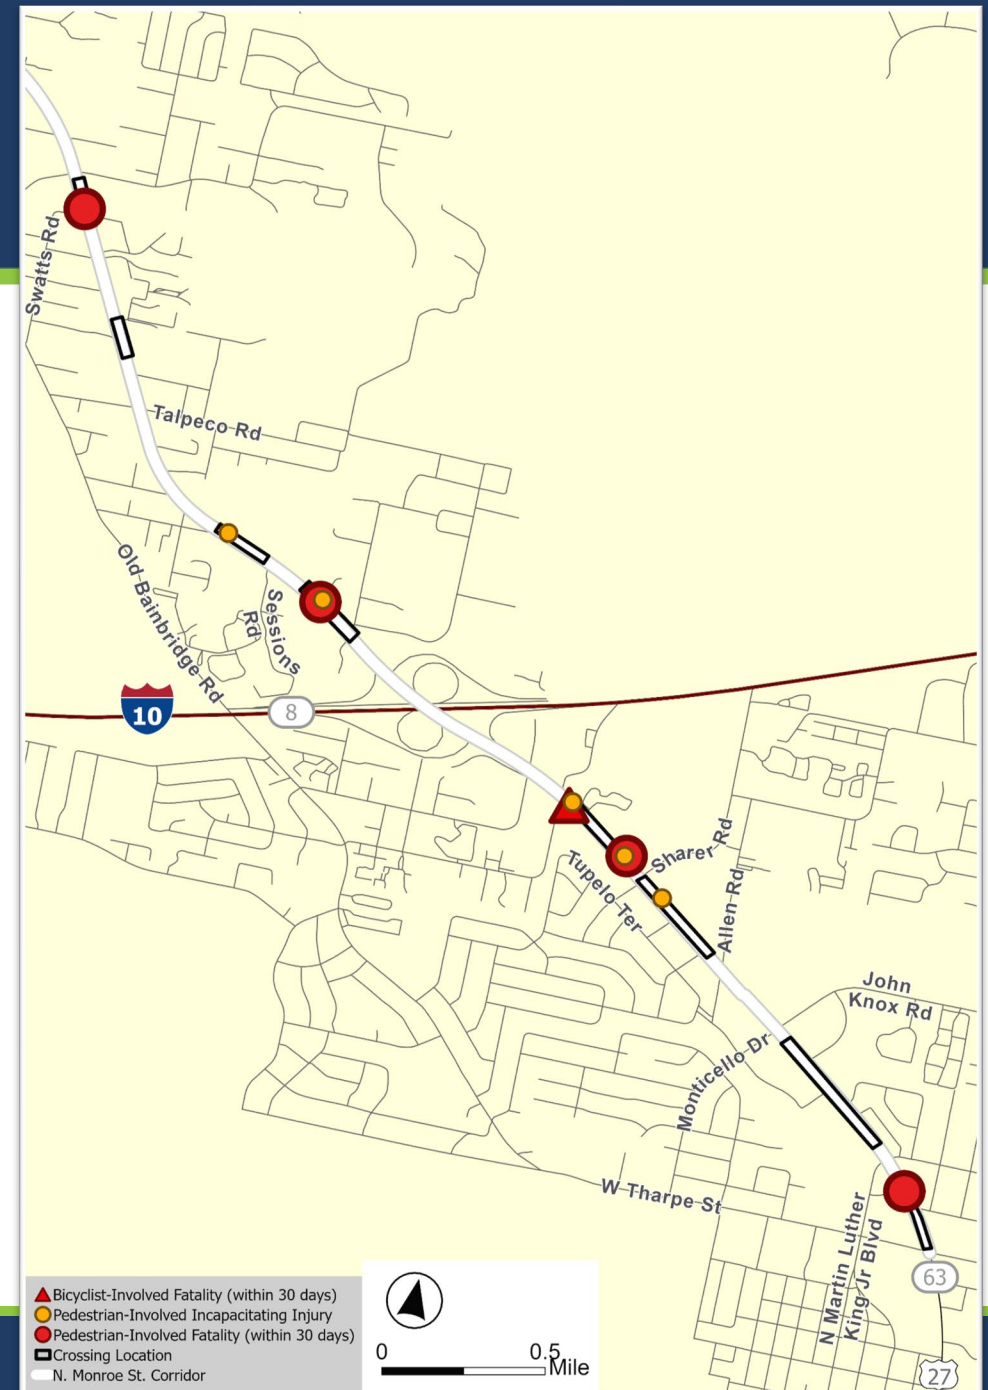 Swatts Rd
Talpeco Rd
Old Bainbridge Rd
Sessions
Rd
10
8
Sharer Rd
Tupelo Ter
Allen Rd
John
Knox Rd
Monticello Dr
W Tharpe St
N Martin Luther
King Jr Blvd
63
27
Bicyclist-Involved Fatality (within 30 days)
Pedestrian-Involved Incapacitating Injury
Pedestrian-Involved Fatality (within 30 days)
Crossing Location
N. Monroe St. Corridor
0 0.5
Mile